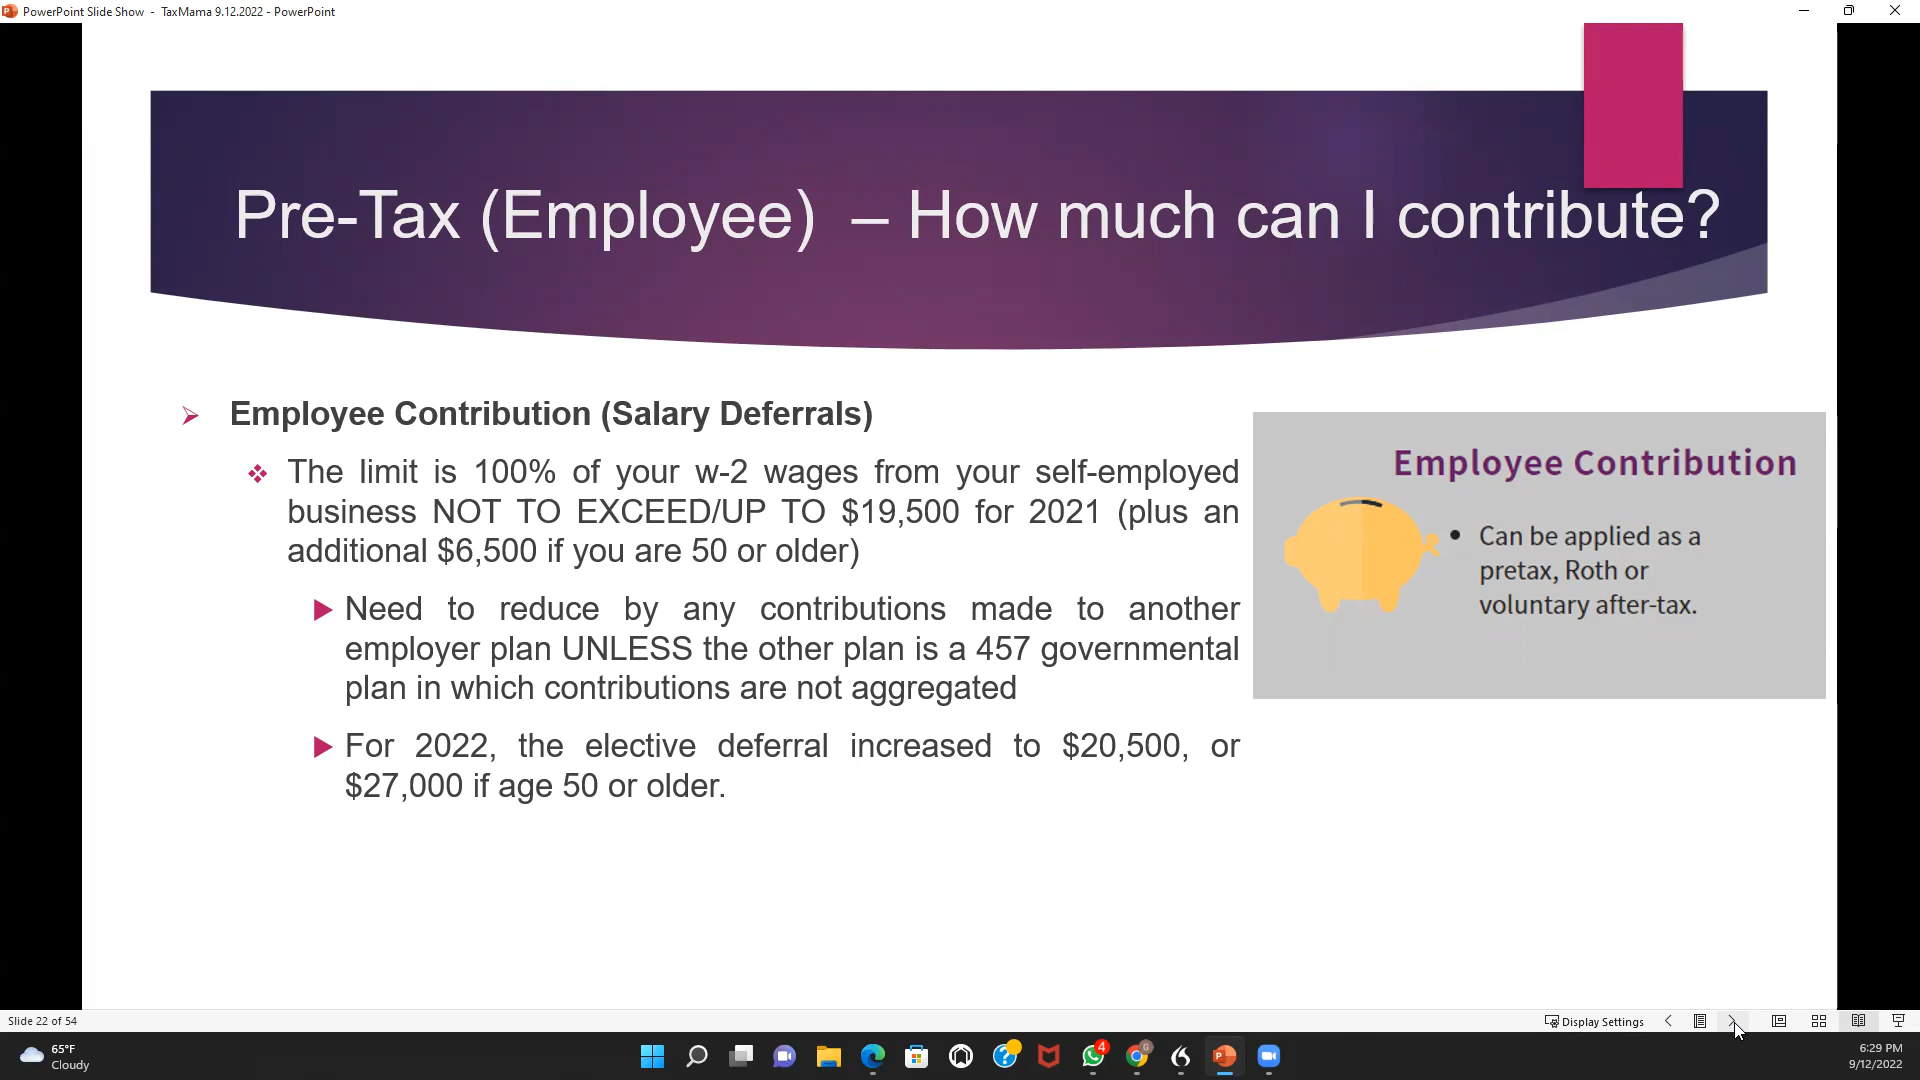 PowerPoint Slide Show - TaxMama 9.12.2022 - PowerPoint
Pre-Tax (Employee) – How much can I contribute?
Employee Contribution (Salary Deferrals)
The limit is 100% of your w-2 wages from your self-employed
business NOT TO EXCEED/UP TO $19,500 for 2021 (plus an
additional $6,500 if you are 50 or older)
Need to reduce by any contributions made to another
employer plan UNLESS the other plan is a 457 governmental
plan in which contributions are not aggregated
For 2022, the elective deferral increased to $20,500, or
$27,000 if age 50 or older.
Employee Contribution
• Can be applied as a
pretax, Roth or
voluntary after-tax.
Slide 22 of 54
Display Settings
65°F
Cloudy
4
G
6:29 PM
9/12/2022